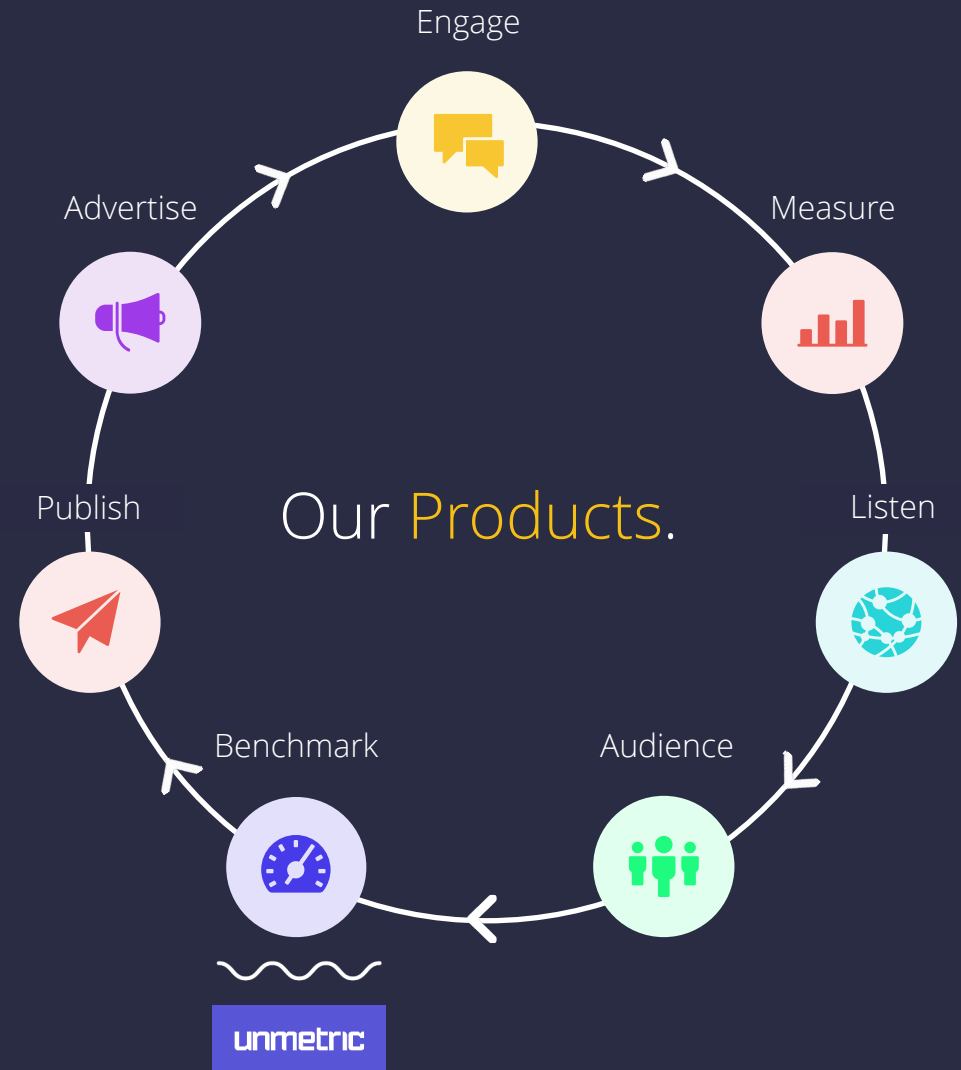 Engage
Advertise
Measure
Publish
Our Products.
Listen
Benchmark
Audience
unmetric